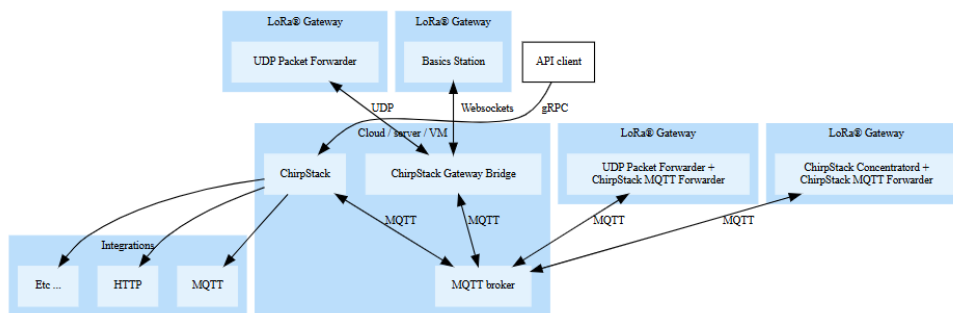 LoRa® Gateway
LoRa® Gateway
UDP Packet Forwarder
Basics Station
API client
UDP
Websockets
gRPC
Cloud / server / VM
LoRa® Gateway
LoRa® Gateway
ChirpStack
ChirpStack Gateway Bridge
UDP Packet Forwarder +
ChirpStack MQTT Forwarder
ChirpStack Concentratord +
ChirpStack MQTT Forwarder
MQTT
MQTT
MQTT
MQTT
Integrations
Etc ...
HTTP
MQTT
MQTT broker